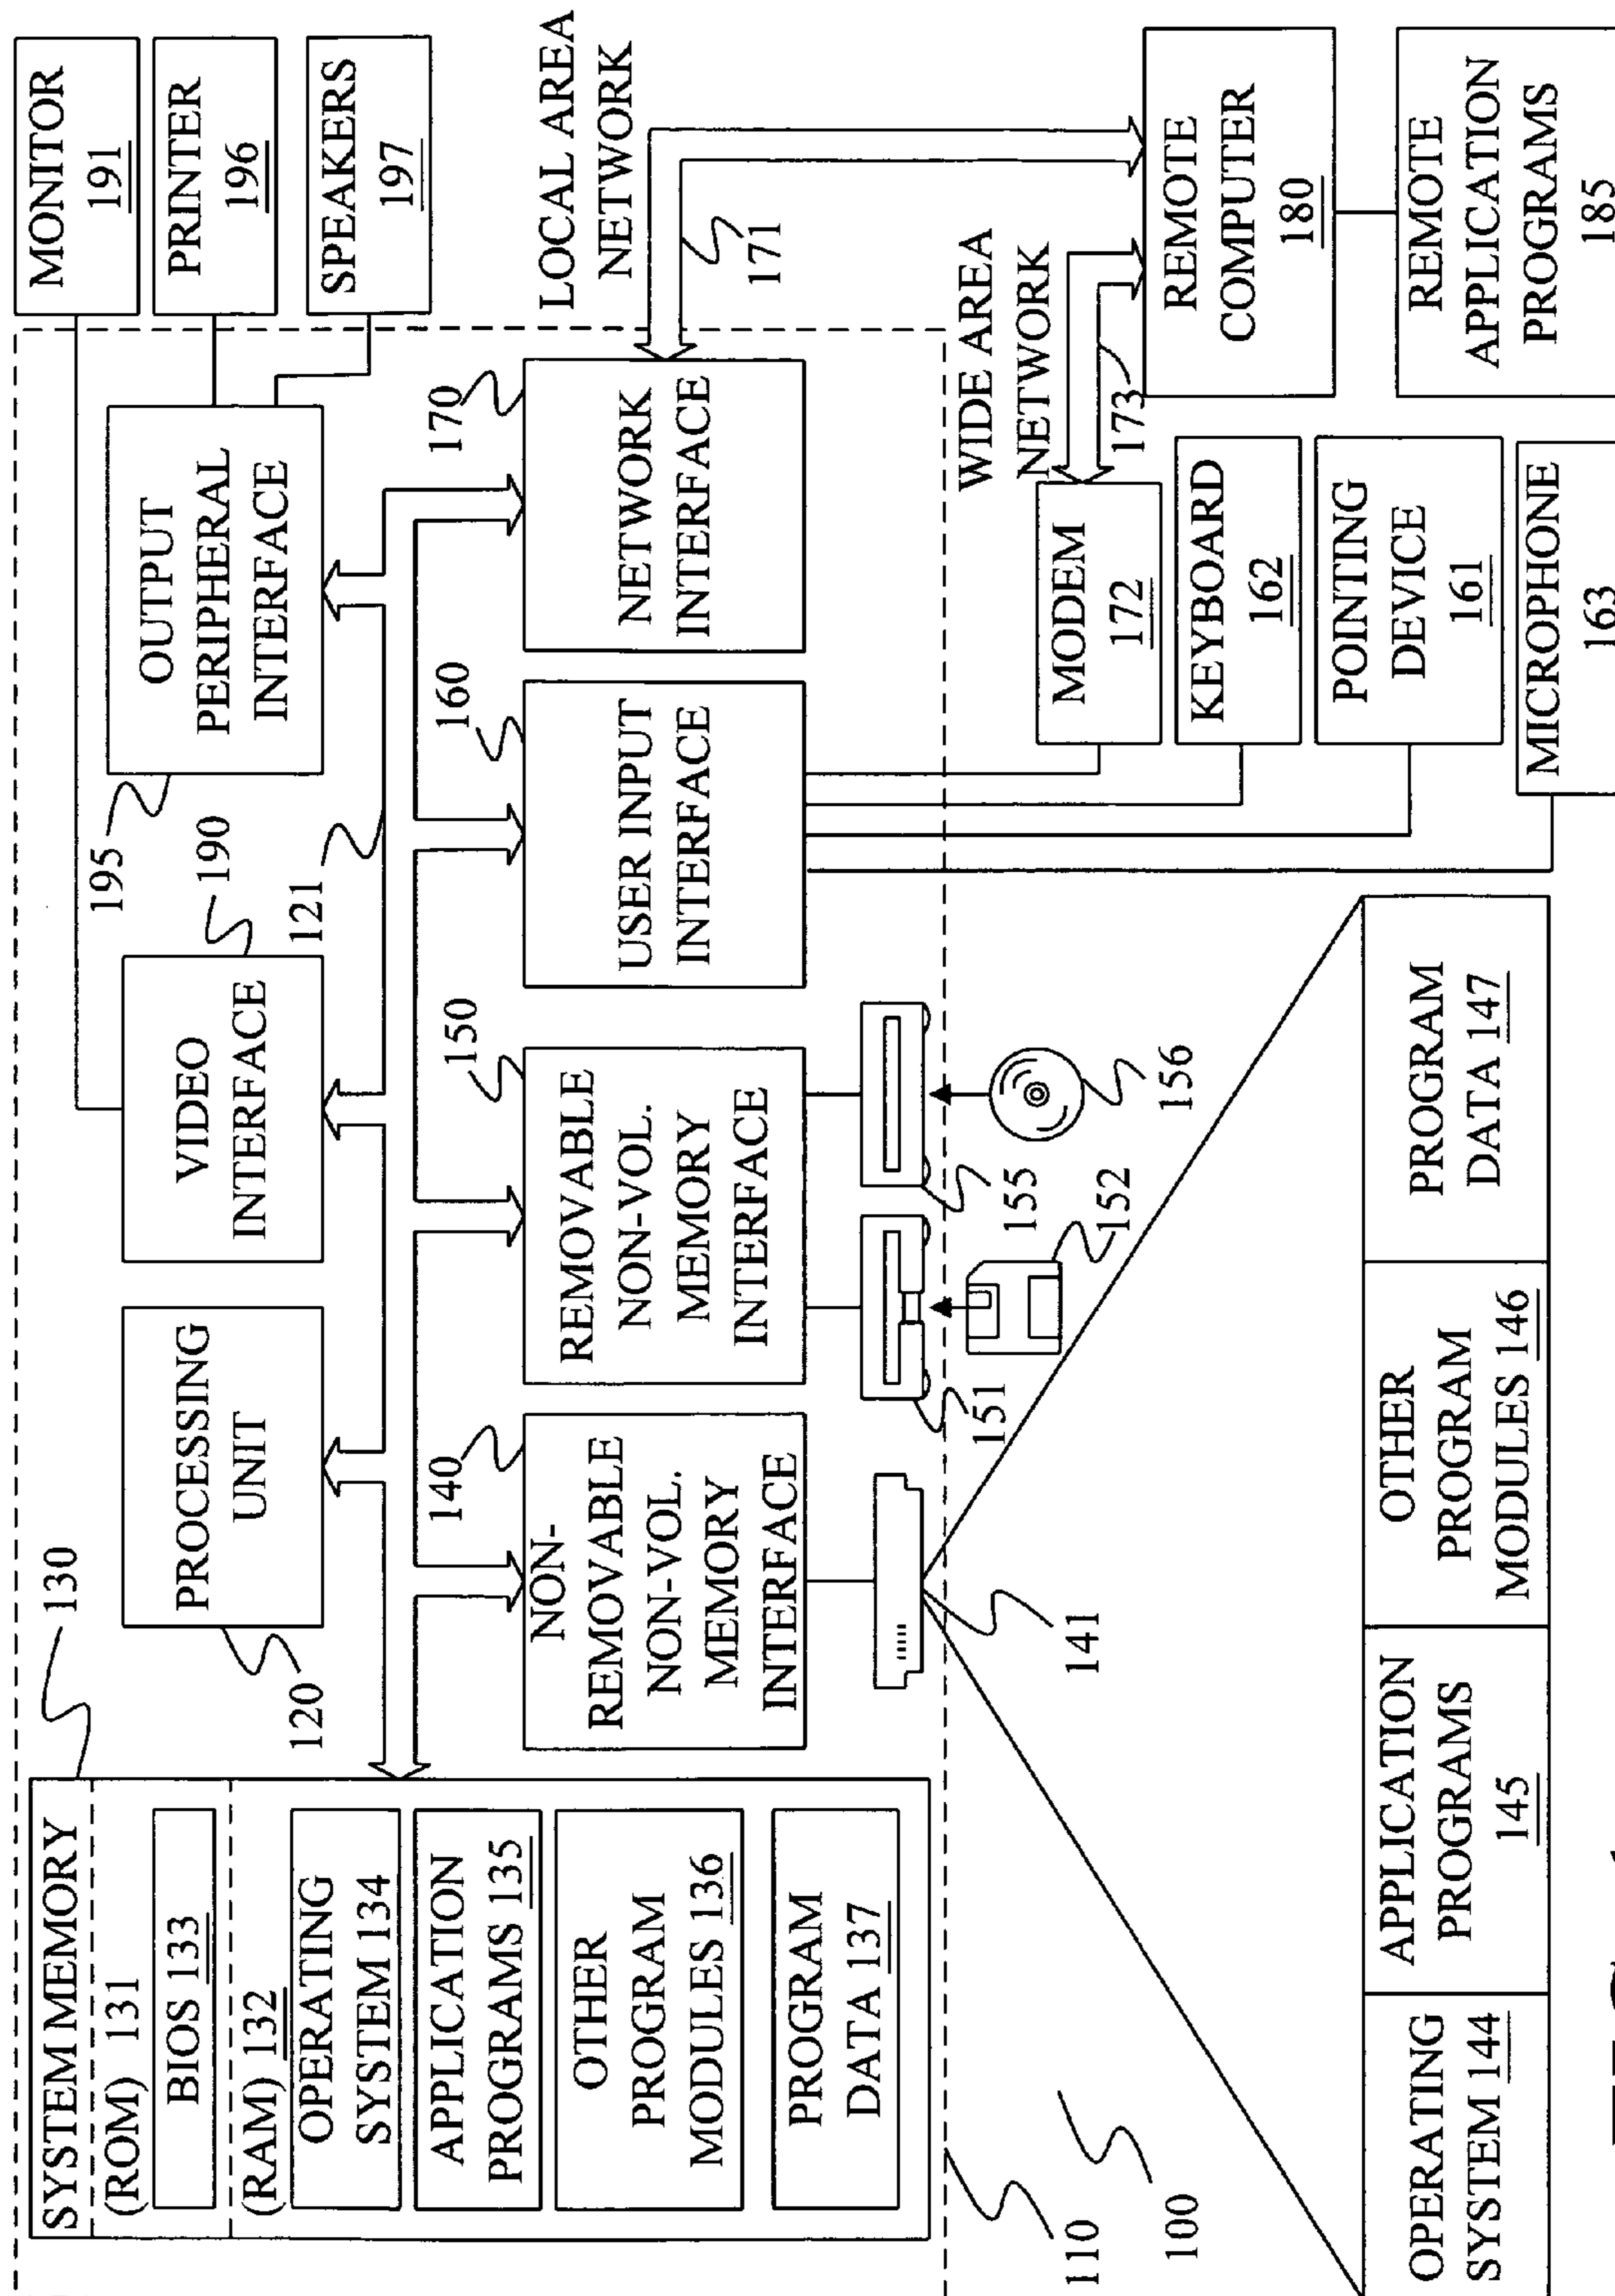 SYSTEM MEMORY
(ROM) 131
BIOS 133
(RAM) 132
OPERATING
SYSTEM 134
APPLICATION
PROGRAMS 135
OTHER
PROGRAM
MODULES 136
PROGRAM
DATA 137
130
120
PROCESSING
UNIT
VIDEO
INTERFACE
190
195
121
OUTPUT
PERIPHERAL
INTERFACE
MONITOR
191
PRINTER
196
SPEAKERS
197
140
NON-
REMOVABLE
NON-VOL.
MEMORY
INTERFACE
150
REMOVABLE
NON-VOL.
MEMORY
INTERFACE
160
USER INPUT
INTERFACE
170
NETWORK
INTERFACE
LOCAL AREA
NETWORK
171
WIDE AREA
NETWORK
173
141
151
152
155
156
MODEM
172
KEYBOARD
162
POINTING
DEVICE
161
MICROPHONE
163
REMOTE
COMPUTER
180
REMOTE
APPLICATION
PROGRAMS
185
110
100
OPERATING
SYSTEM 144
APPLICATION
PROGRAMS
145
OTHER
PROGRAM
MODULES 146
PROGRAM
DATA 147